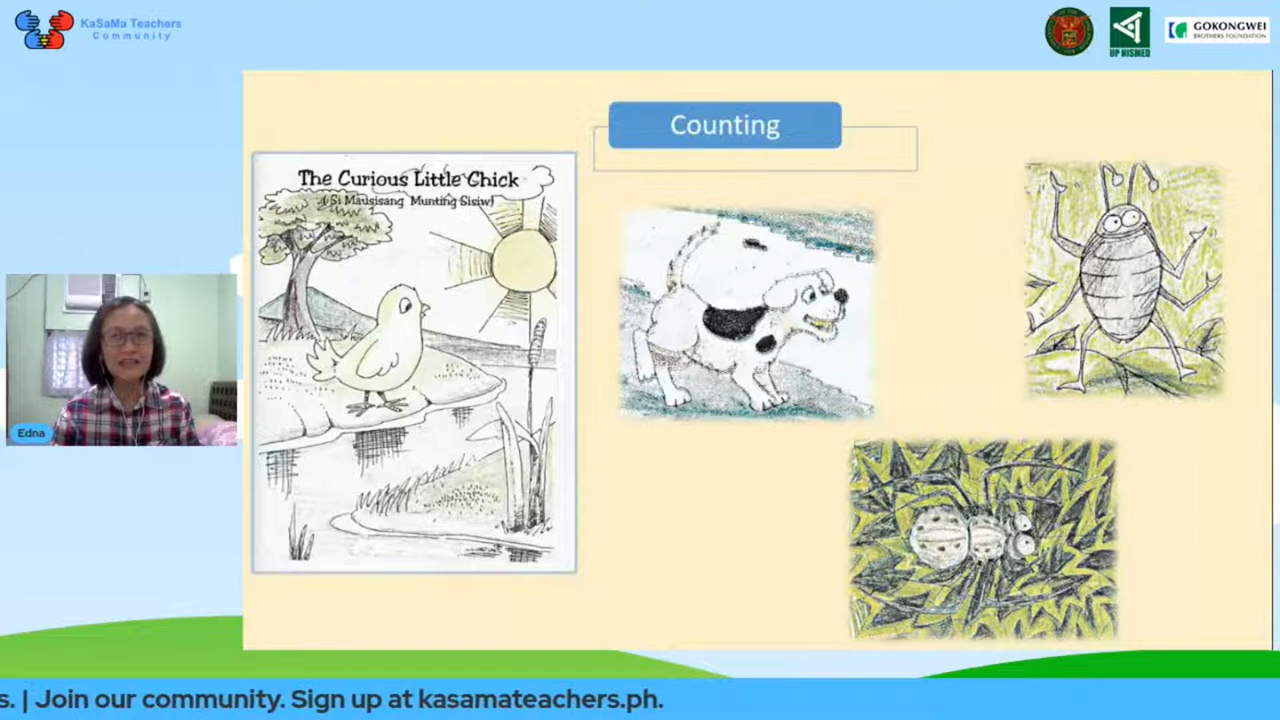 KaSaMa Teachers
Community
UP NISMED
GOKONGWEI
BROTHERS FOUNDATION
Counting
The Curious Little Chick
( Si Mausisang Munting Sisiw)
Edna
s. | Join our community. Sign up at kasamateachers.ph.